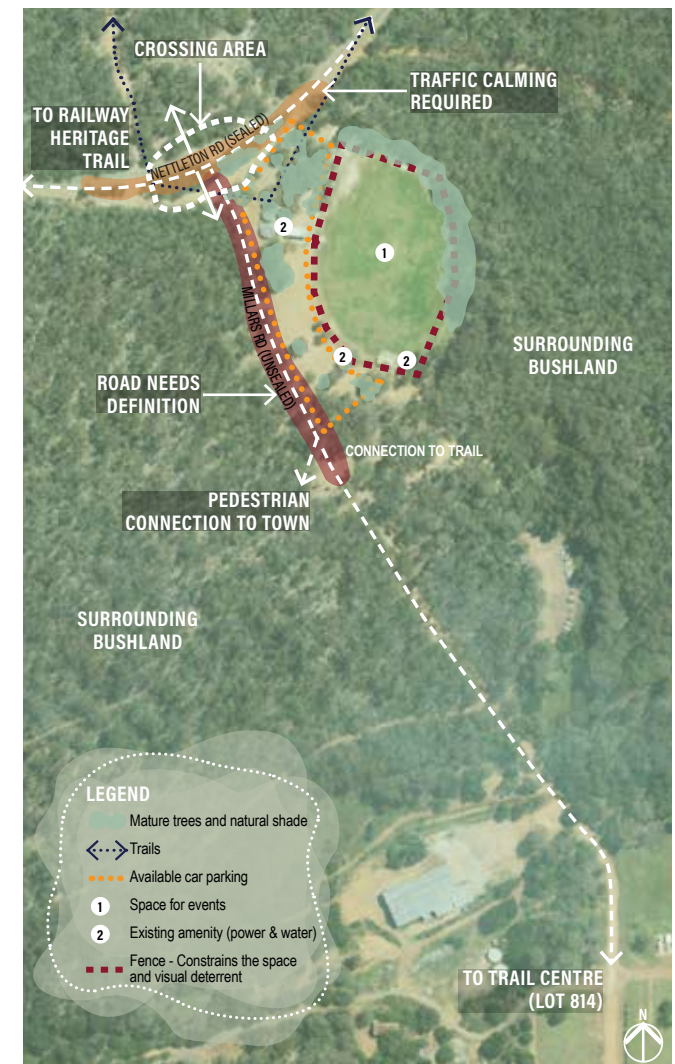 CROSSING AREA
TRAFFIC CALMING
REQUIRED
TO RAILWAY
HERITAGE
TRAIL
NETTLETON RD (SEALED)
2
1
MILLARS RD (UNSEALED)
SURROUNDING
BUSHLAND
2
2
ROAD NEEDS
DEFINITION
CONNECTION TO TRAIL
PEDESTRIAN
CONNECTION TO TOWN
SURROUNDING
BUSHLAND
LEGEND
Mature trees and natural shade
Trails
Available car parking
1 Space for events
2 Existing amenity (power & water)
Fence - Constrains the space
and visual deterrent
TO TRAIL CENTRE
(LOT 814)
N